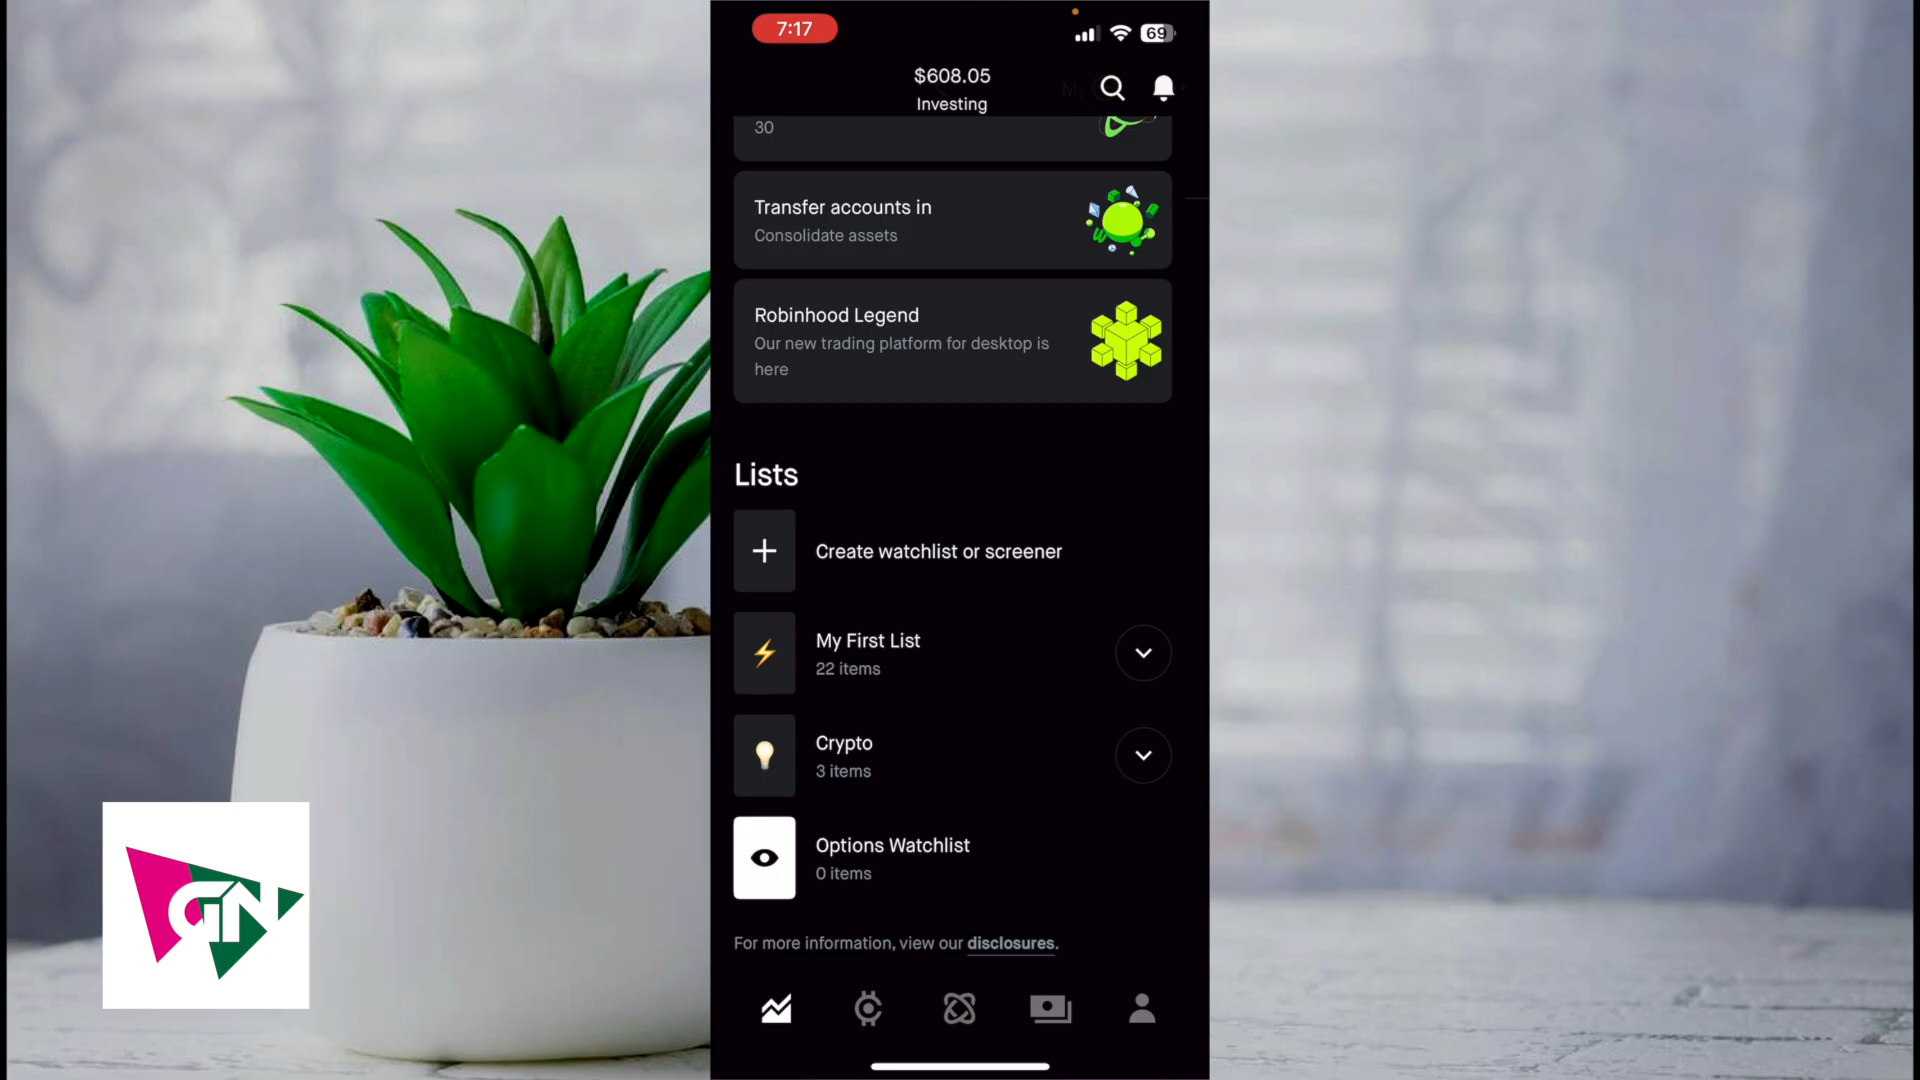 7:17
69
$608.05
Investing
30
Transfer accounts in
Consolidate assets
Robinhood Legend
Our new trading platform for desktop is
here
Lists
Create watchlist or screener
My First List
22 items
Crypto
3 items
Options Watchlist
0 items
For more information, view our disclosures.
GN